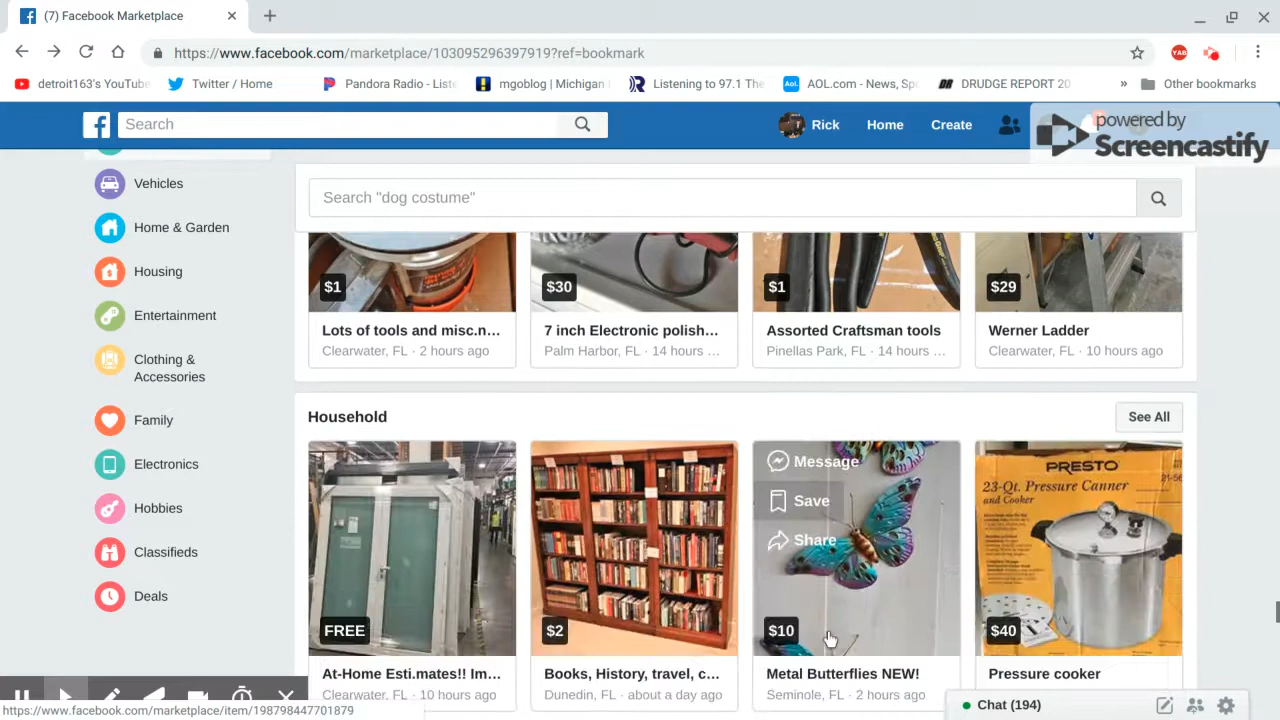 (7) Facebook Marketplace
https://www.facebook.com/marketplace/103095296397919?ref=bookmark
YAB
detroit163's YouTube
Twitter / Home
Pandora Radio - Liste
mgoblog | Michigan
Listening to 97.1 The
Aol.
AOL.com - News, Spo
DRUDGE REPORT 20
»
Other bookmarks
Search
Rick
Home
Create
powered by
Screencastify
Vehicles
Home & Garden
Housing
Entertainment
Clothing &
Accessories
Family
Electronics
Hobbies
Classifieds
Deals
Search "dog costume"
$1
$30
$1
$29
Lots of tools and misc.n...
7 inch Electronic polish...
Assorted Craftsman tools
Werner Ladder
Clearwater, FL · 2 hours ago
Palm Harbor, FL · 14 hours ...
Pinellas Park, FL · 14 hours ...
Clearwater, FL · 10 hours ago
Household
See All
Message
Save
Share
PRESTO
21-56
23-Qt. Pressure Canner
and Cooker
FREE
$2
$10
$40
At-Home Esti.mates!! Im...
Books, History, travel, c...
Metal Butterflies NEW!
Pressure cooker
Clearwater, FL · 10 hours ago
Dunedin, FL · about a day ago
Seminole, FL · 2 hours ago
Chat (194)
https://www.facebook.com/marketplace/item/198798447701879